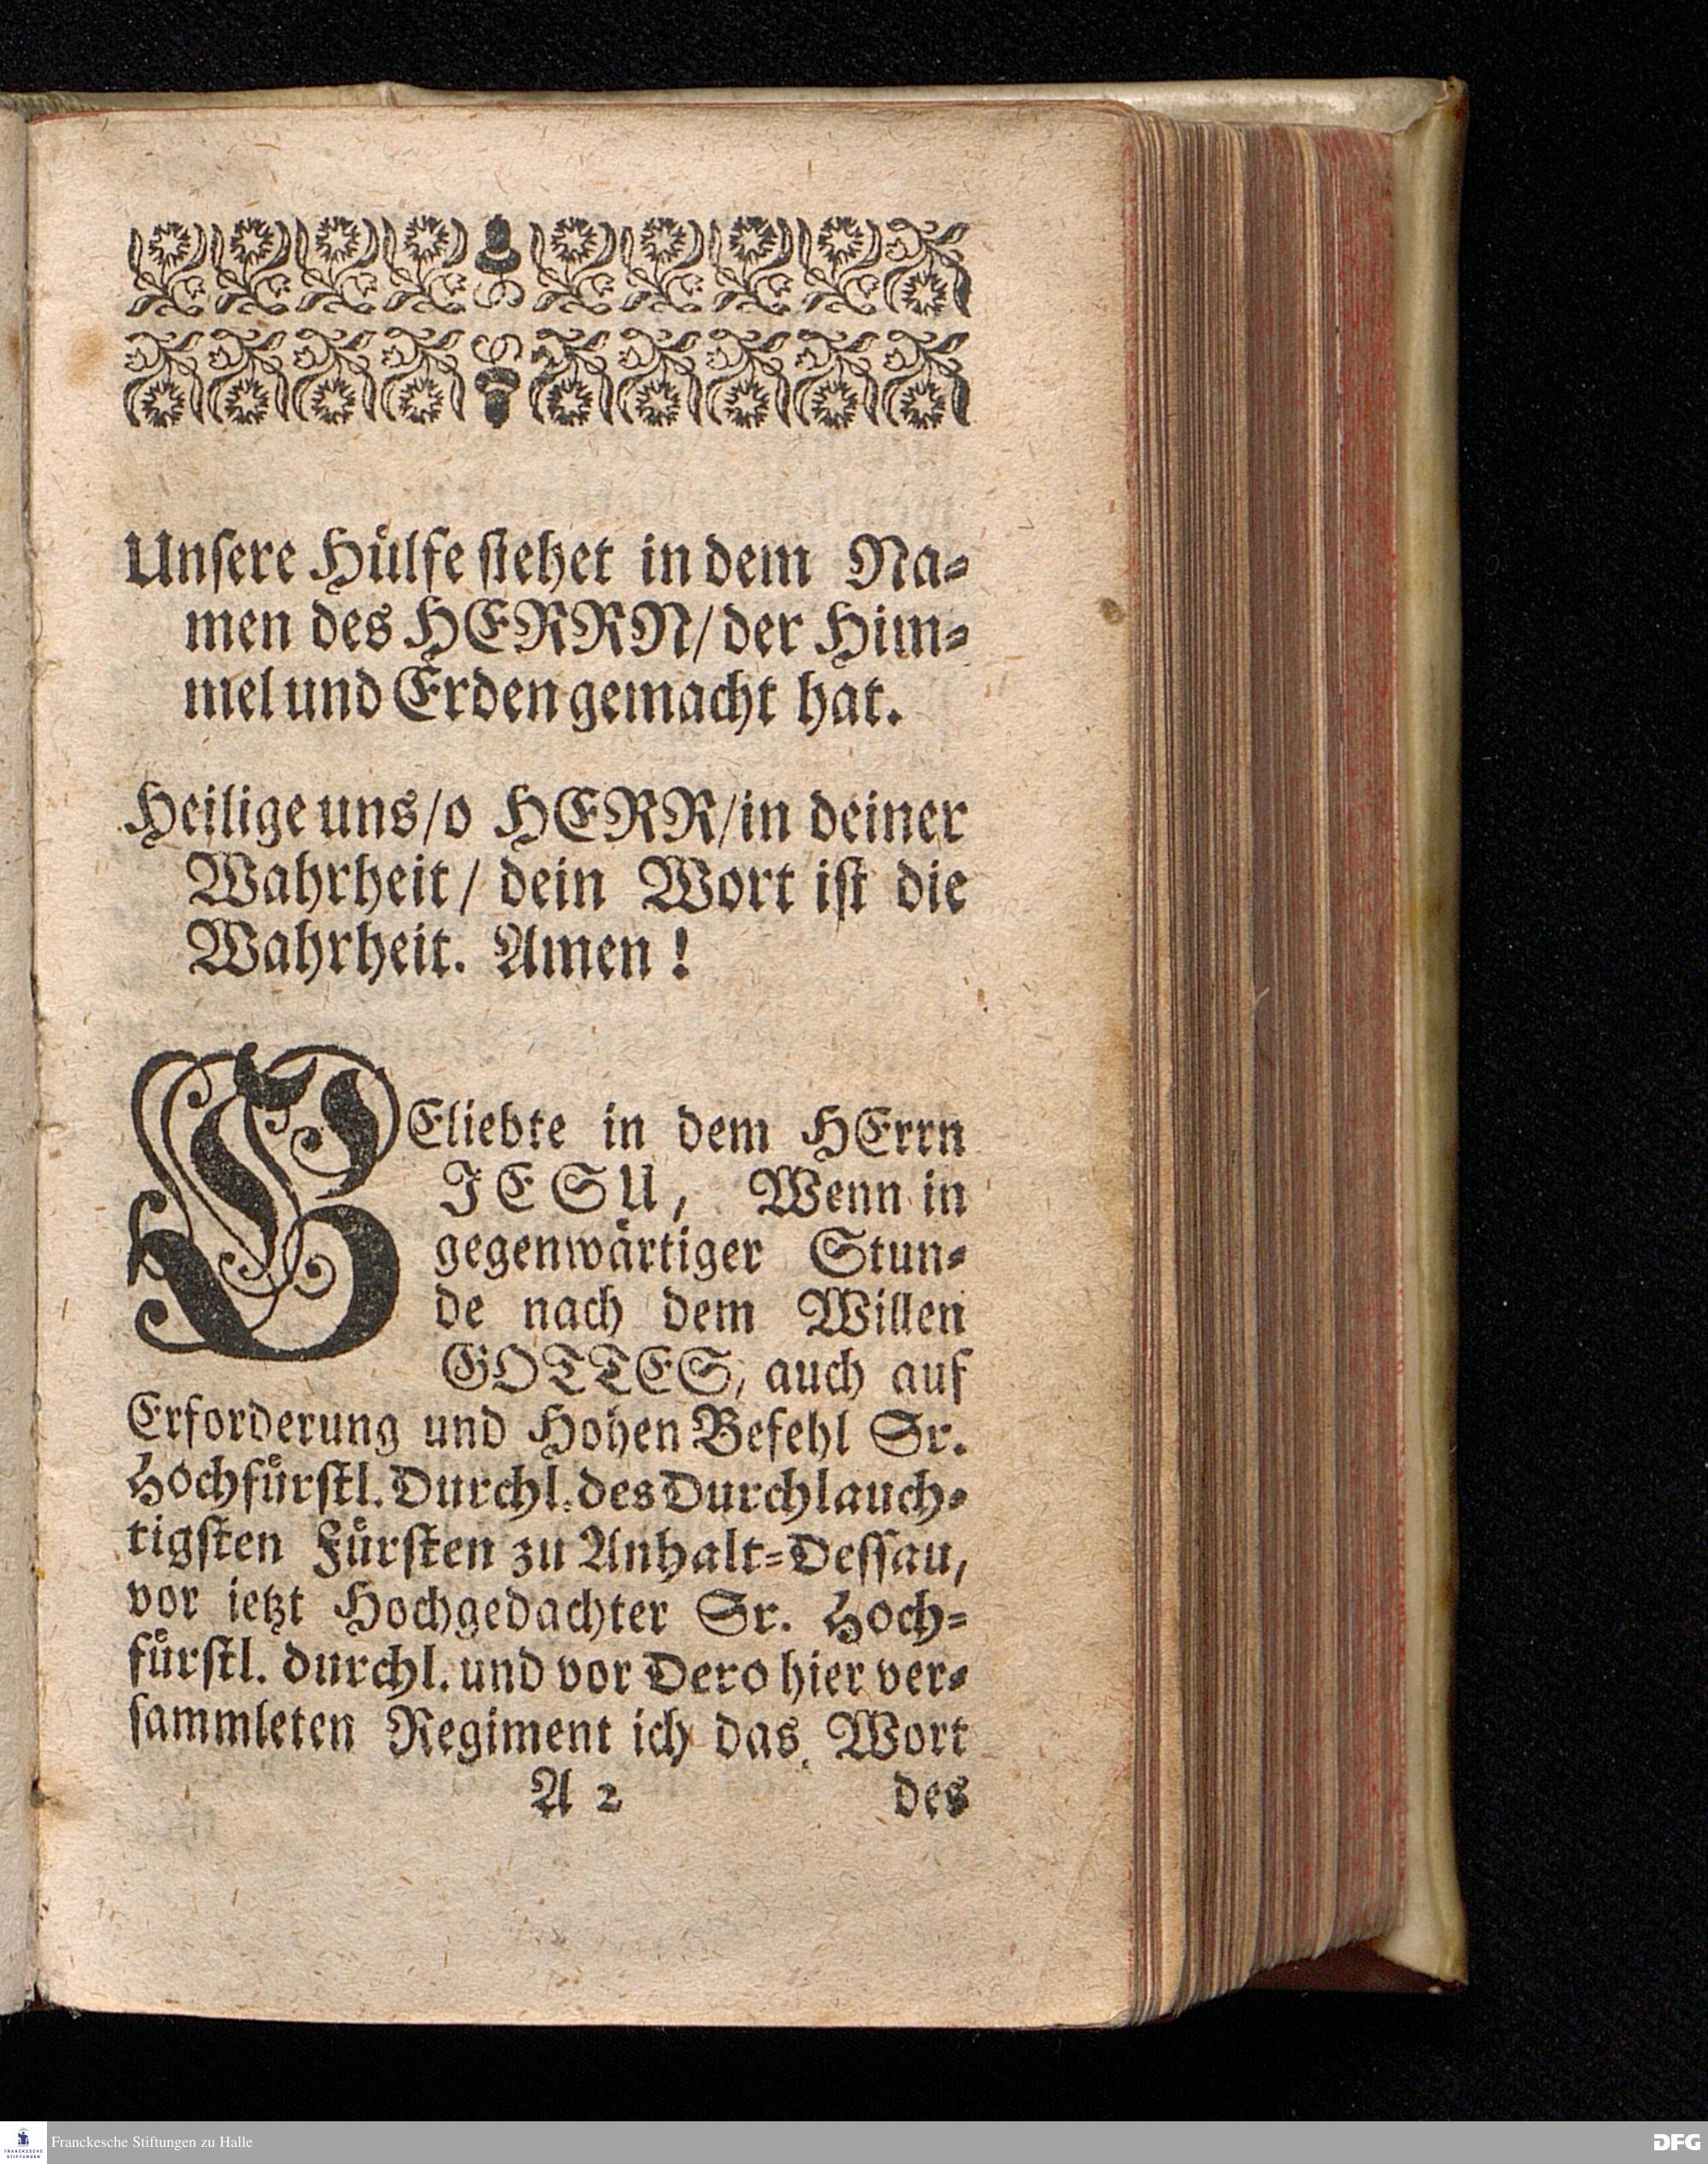 Unſere Hülfe ſtehet in dem Na-
men des HERRN/ der Him-
mel und Erden gemacht hat.
Heilige uns/o HERR/in deiner
Wahrheit/ dein Wort iſt die
Wahrheit. Amen!
GEliebte in dem HErrn
JESU, Wenn in
gegenwärtiger Stun-
de nach dem Willen
GOTTES, auch auf
Erforderung und Hohen Befehl Sr.
Hochfürſtl. Durchl. des Durchlauch-
tigſten Fürſten zu Anhalt-Deſſau,
vor ietzt Hochgedachter Sr. Hoch-
fürſtl. Durchl. und vor Dero hier ver-
ſammleten Regiment ich das Wort
A 2 des
FRANCKESCHE
STIFTUNGEN
Franckesche Stiftungen zu Halle
DFG